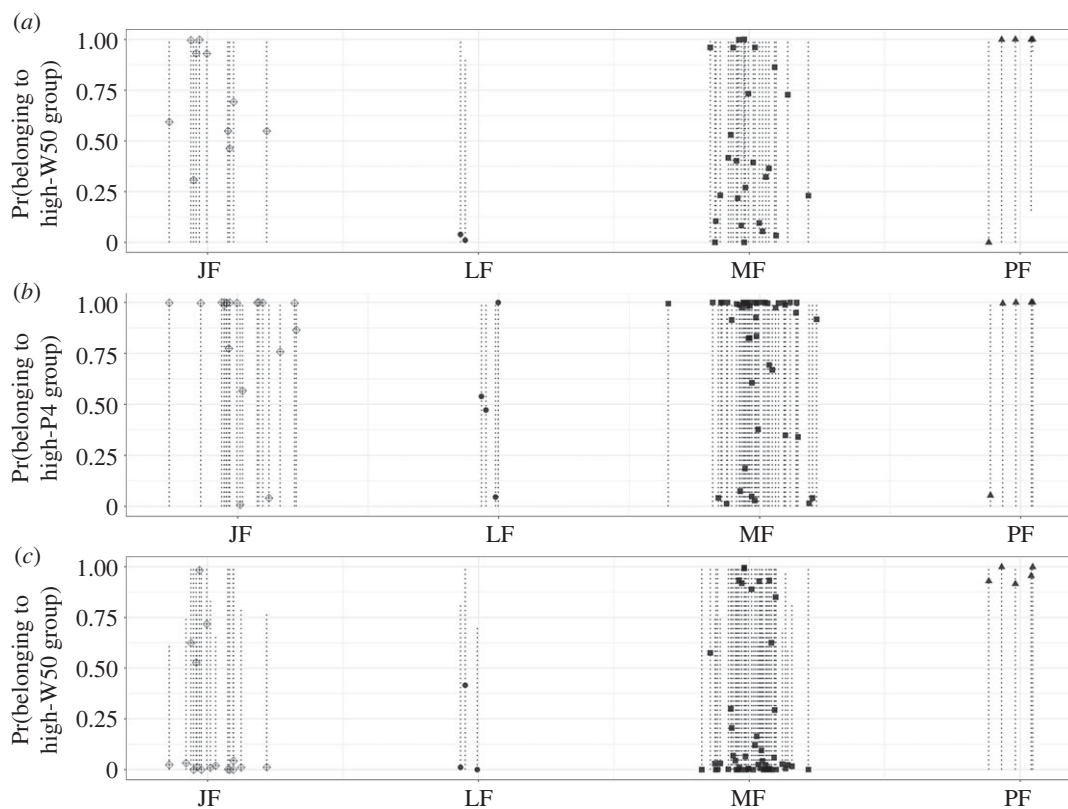 (a)
Pr(belonging to
high-W50 group)
1.00
0.75
0.50
0.25
0
JF LF MF PF
(b)
Pr(belonging to
high-P4 group)
1.00
0.75
0.50
0.25
0
JF LF MF PF
(c)
Pr(belonging to
high-W50 group)
1.00
0.75
0.50
0.25
0
JF LF MF PF